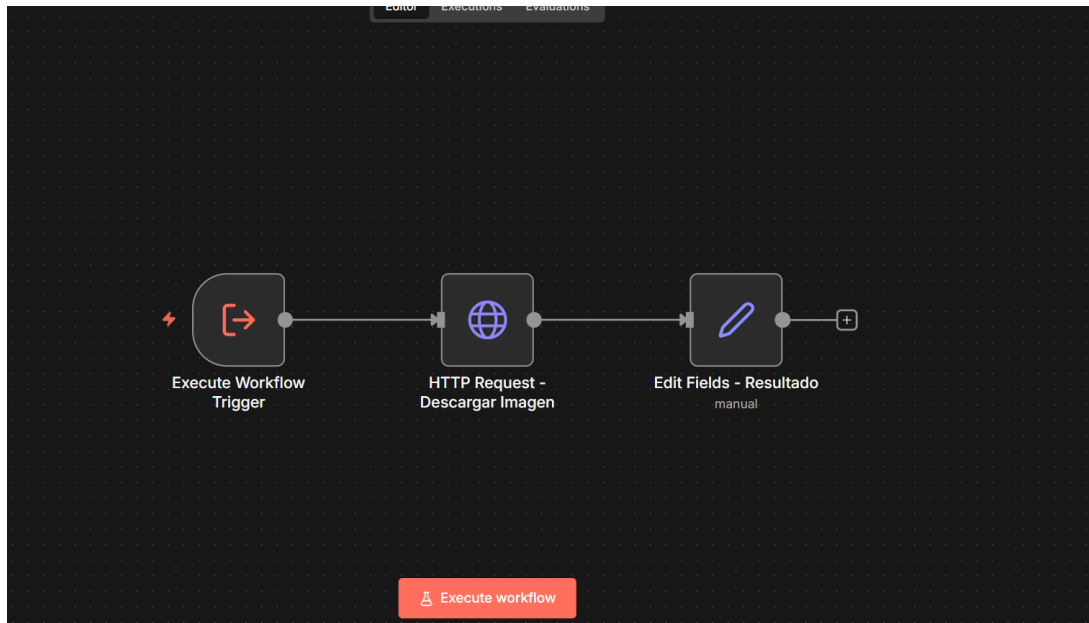 Editor Executions Evaluations
Execute Workflow
Trigger
HTTP Request -
Descargar Imagen
Edit Fields - Resultado
manual
Execute workflow